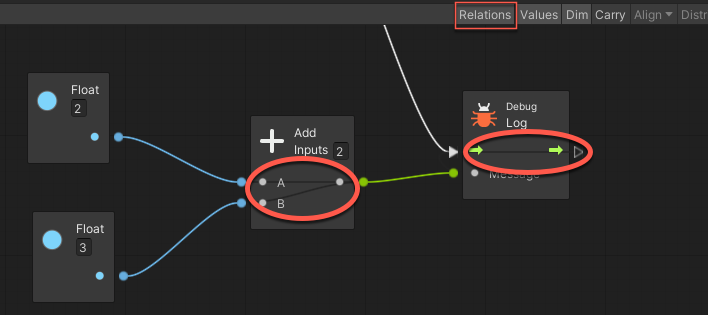 Relations Values Dim Carry Align Distr
Float
2
Debug
Log
Add
Inputs 2
A
B
Message
Float
3